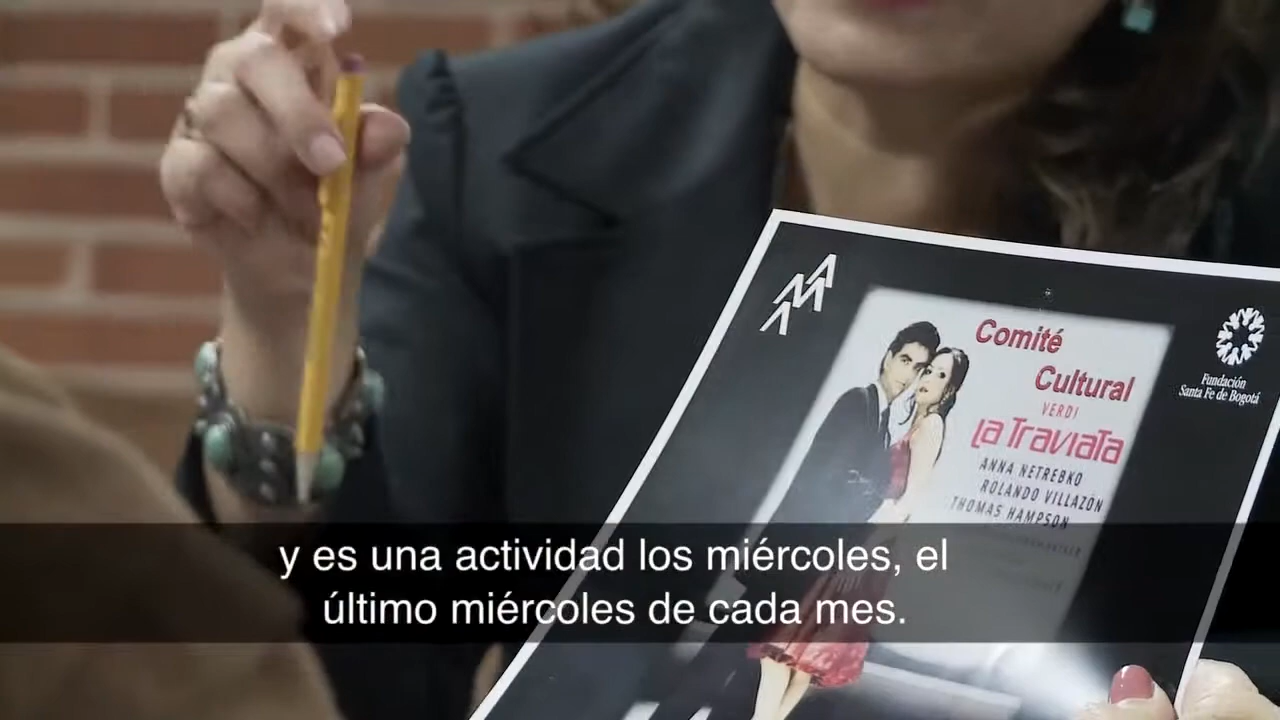 Comité
Cultural
VERDI
la Traviata
ANNA NETREBKO
ROLANDO VILLAZÓN
THOMAS HAMPSON
Fundación
Santa Fe de Bogotá
y es una actividad los miércoles, el
último miércoles de cada mes.